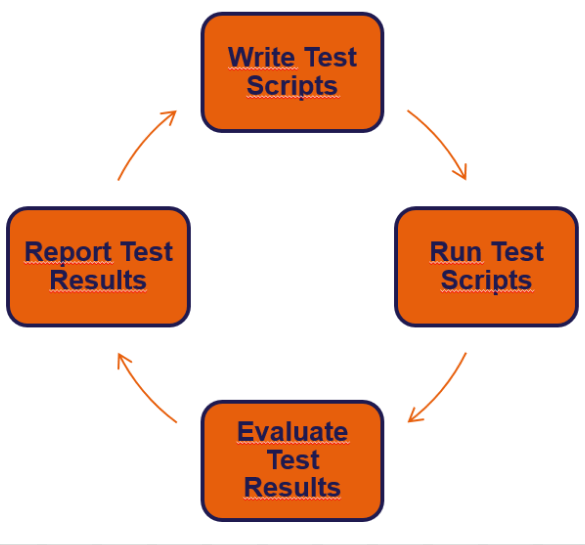 Write Test
Scripts
Run Test
Scripts
Evaluate
Test
Results
Report Test
Results